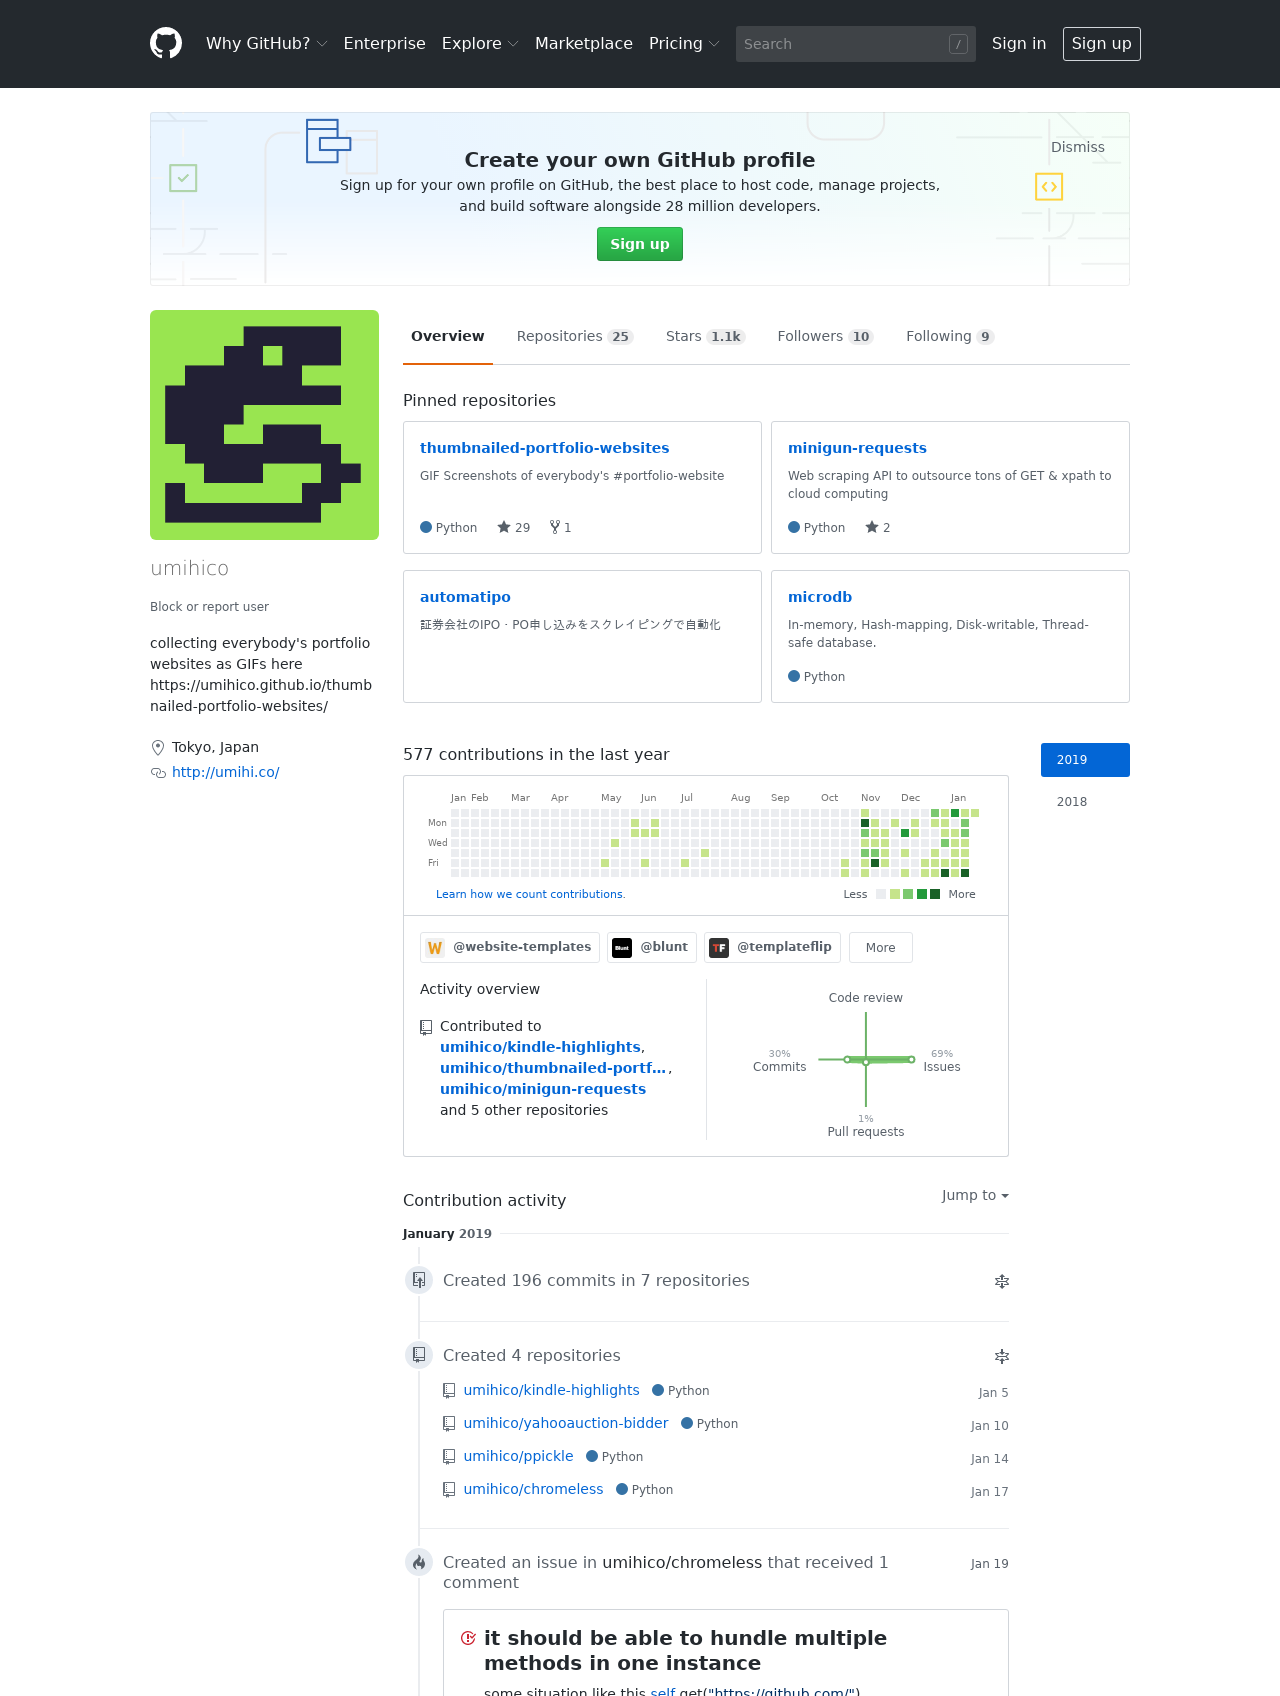 Why GitHub?
Enterprise
Explore
Marketplace
Pricing
Search
/
Sign in
Sign up
Create your own GitHub profile
Dismiss
Sign up for your own profile on GitHub, the best place to host code, manage projects,
and build software alongside 28 million developers.
Sign up
umihico
Block or report user
collecting everybody's portfolio
websites as GIFs here
https://umihico.github.io/thumb
nailed-portfolio-websites/
Tokyo, Japan
http://umihi.co/
Overview
Repositories 25
Stars 1.1k
Followers 10
Following 9
Pinned repositories
thumbnailed-portfolio-websites
GIF Screenshots of everybody's #portfolio-website
Python 29 1
minigun-requests
Web scraping API to outsource tons of GET & xpath to
cloud computing
Python 2
automatipo
証券会社のIPO・PO申し込みをスクレイピングで自動化
microdb
In-memory, Hash-mapping, Disk-writable, Thread-
safe database.
Python
577 contributions in the last year
2019
2018
Jan Feb Mar Apr May Jun Jul Aug Sep Oct Nov Dec Jan
Mon
Wed
Fri
Learn how we count contributions.
Less More
W @website-templates
Blunt @blunt
TF @templateflip
More
Activity overview
Contributed to
umihico/kindle-highlights,
umihico/thumbnailed-portf…,
umihico/minigun-requests
and 5 other repositories
Code review
30%
Commits
69%
Issues
1%
Pull requests
Contribution activity
Jump to
January 2019
Created 196 commits in 7 repositories
Created 4 repositories
umihico/kindle-highlights Python Jan 5
umihico/yahooauction-bidder Python Jan 10
umihico/ppickle Python Jan 14
umihico/chromeless Python Jan 17
Created an issue in umihico/chromeless that received 1
comment
Jan 19
it should be able to hundle multiple
methods in one instance
some situation like this self.get("https://github.com/")